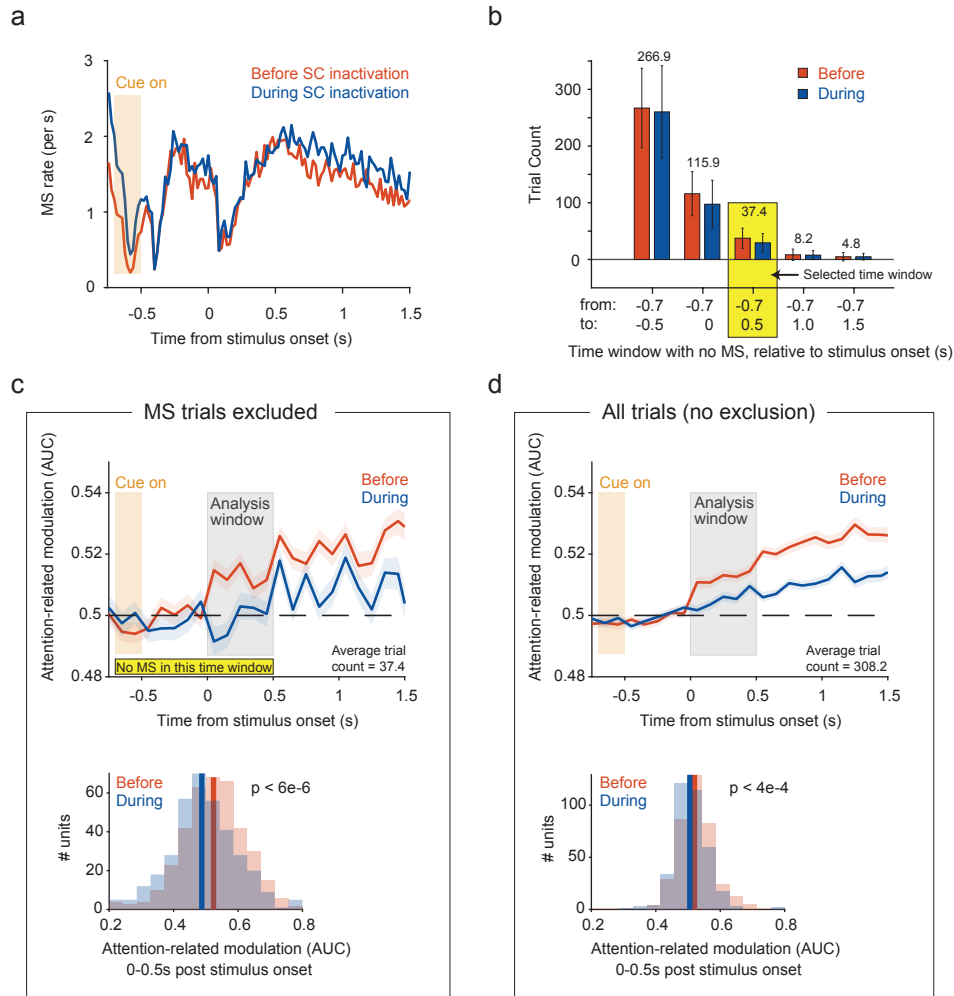 a
3
2
1
0
MS rate (per s)
Cue on
Before SC inactivation
During SC inactivation
-0.5
0
0.5
1
1.5
Time from stimulus onset (s)
b
300
200
100
0
Trial Count
266.9
115.9
37.4
8.2
4.8
Before
During
Selected time window
from:
-0.7
-0.7
-0.7
-0.7
-0.7
to:
-0.5
0
0.5
1.0
1.5
Time window with no MS, relative to stimulus onset (s)
c
MS trials excluded
Attention-related modulation (AUC)
0.54
0.52
0.5
0.48
Cue on
Analysis
window
Before
During
No MS in this time window
Average trial
count = 37.4
-0.5
0
0.5
1
1.5
Time from stimulus onset (s)
# units
60
40
20
0
Before
During
p < 6e-6
0.2
0.4
0.6
0.8
Attention-related modulation (AUC)
0-0.5s post stimulus onset
d
All trials (no exclusion)
Attention-related modulation (AUC)
0.54
0.52
0.5
0.48
Cue on
Analysis
window
Before
During
Average trial
count = 308.2
-0.5
0
0.5
1
1.5
Time from stimulus onset (s)
# units
100
50
0
Before
During
p < 4e-4
0.2
0.4
0.6
0.8
Attention-related modulation (AUC)
0-0.5s post stimulus onset